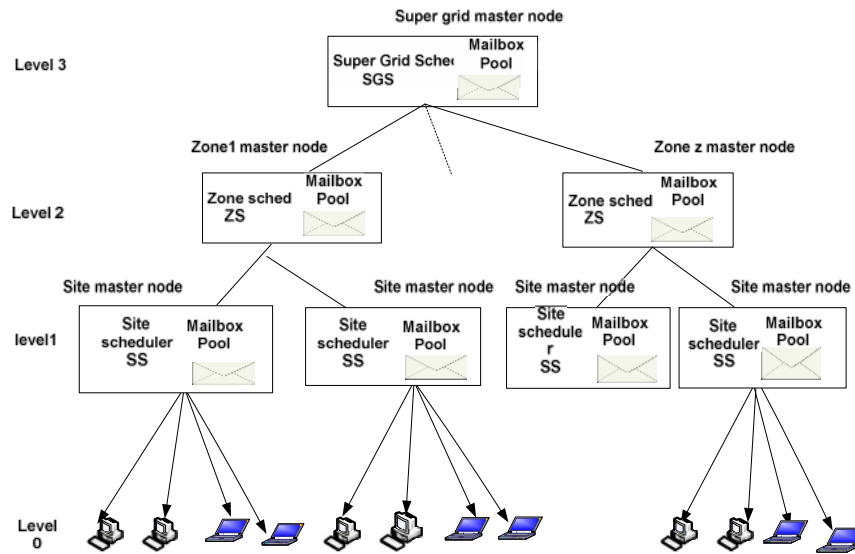 Super grid master node
Level 3
Super Grid Sched
SGS
Mailbox
Pool
Zone1 master node
Zone z master node
Level 2
Zone sched
ZS
Mailbox
Pool
Zone sched
ZS
Mailbox
Pool
Site master node
Site master node
Site master node
Site master node
level1
Site
scheduler
SS
Mailbox
Pool
Site
scheduler
SS
Mailbox
Pool
Site
schedule
r
SS
Mailbox
Pool
Site
scheduler
SS
Mailbox
Pool
Level
0